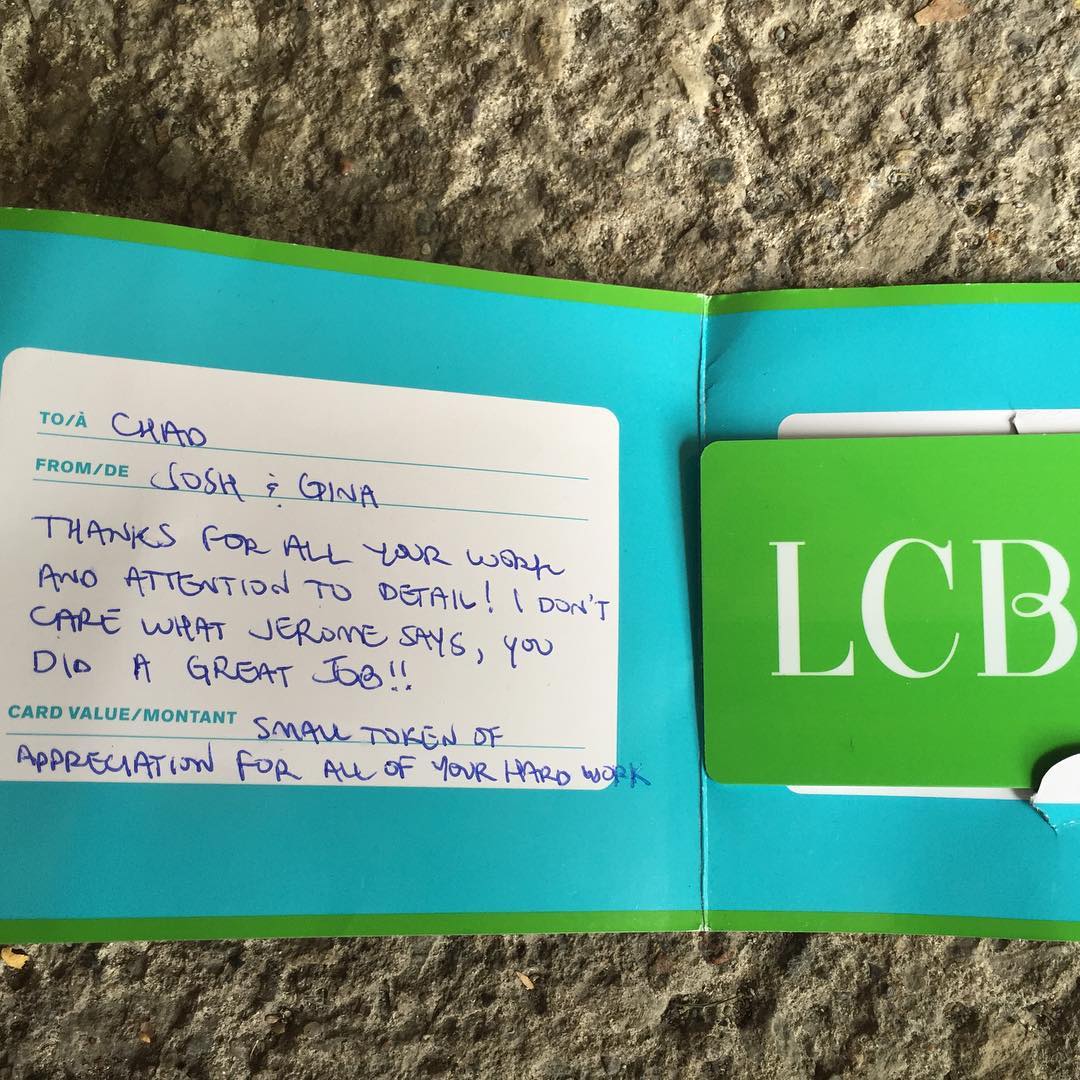 TO/À CHAD
FROM/DE JOSH & GINA
THANKS FOR ALL YOUR WORK
AND ATTENTION TO DETAIL! I DON'T
CARE WHAT JEROME SAYS, YOU
DID A GREAT JOB!!
CARD VALUE/MONTANT SMALL TOKEN OF
APPRECIATION FOR ALL OF YOUR HARD WORK
LCB